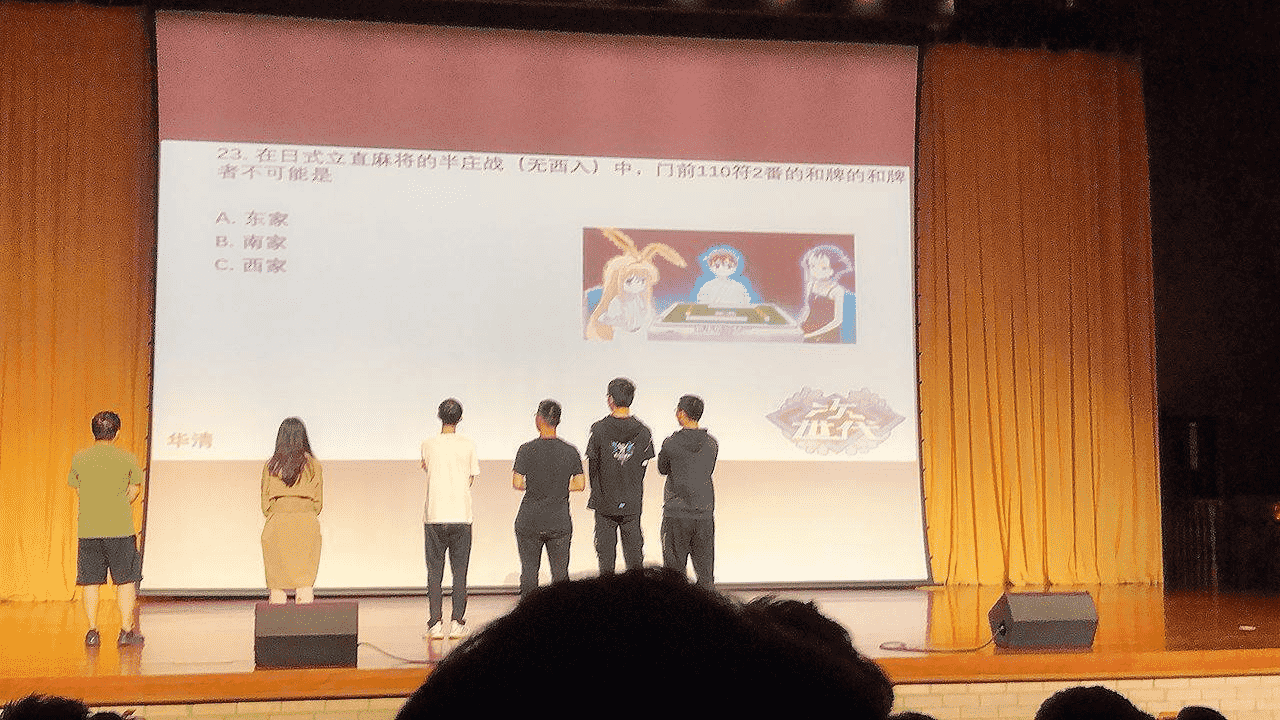 23. 在日式立直麻将的半庄战（无西入）中，门前110符2番的和牌的和牌
者不可能是
A. 东家
B. 南家
C. 西家
华清
世代